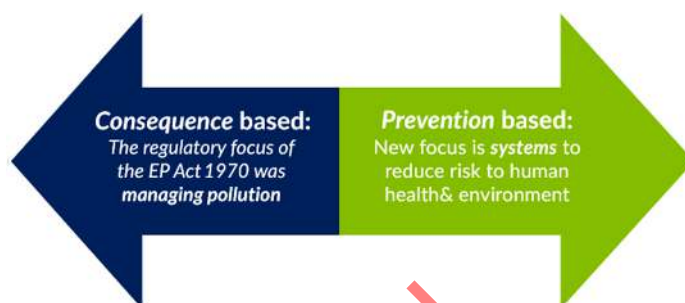 Consequence based:
The regulatory focus of
the EP Act 1970 was
managing pollution
Prevention based:
New focus is systems to
reduce risk to human
health& environment